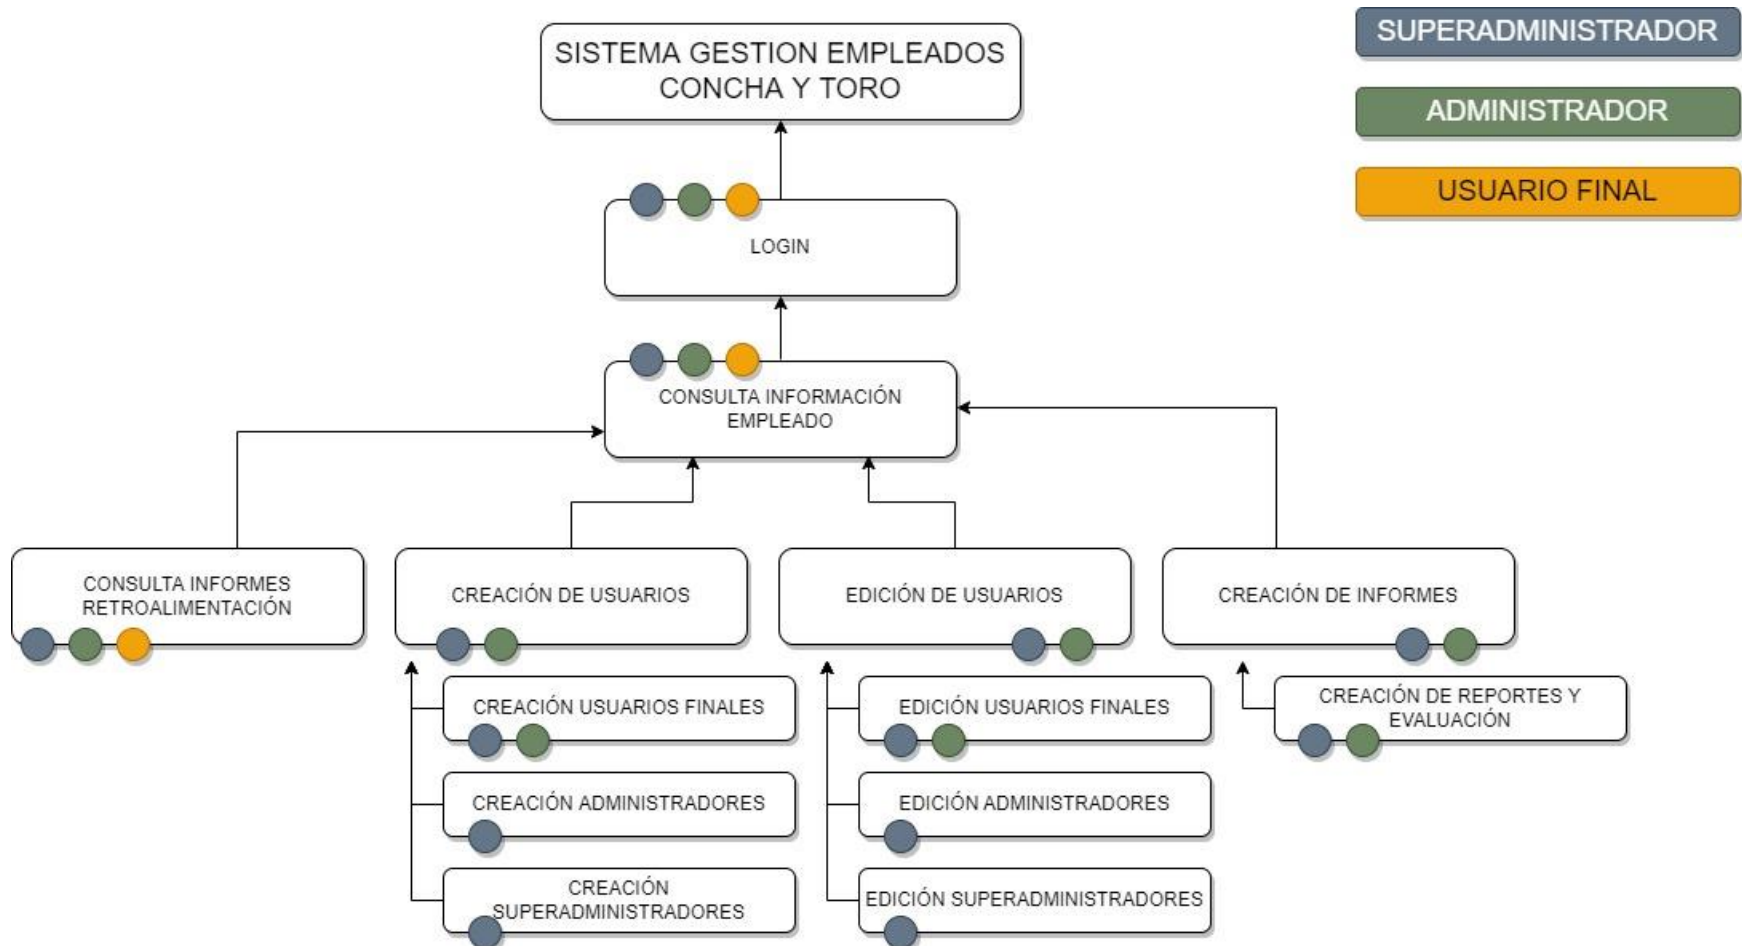 SISTEMA GESTION EMPLEADOS
CONCHA Y TORO
SUPERADMINISTRADOR
ADMINISTRADOR
USUARIO FINAL
LOGIN
CONSULTA INFORMACIÓN
EMPLEADO
CONSULTA INFORMES
RETROALIMENTACIÓN
CREACIÓN DE USUARIOS
EDICIÓN DE USUARIOS
CREACIÓN DE INFORMES
CREACIÓN USUARIOS FINALES
CREACIÓN ADMINISTRADORES
CREACIÓN
SUPERADMINISTRADORES
EDICIÓN USUARIOS FINALES
EDICIÓN ADMINISTRADORES
EDICIÓN SUPERADMINISTRADORES
CREACIÓN DE REPORTES Y
EVALUACIÓN